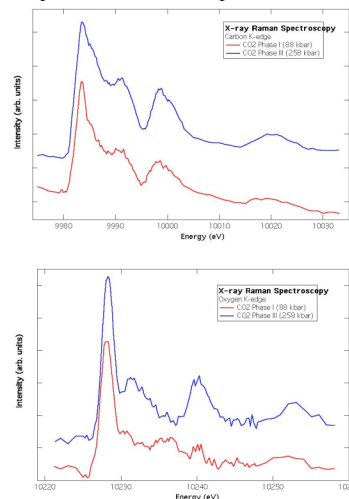 X-ray Raman Spectroscopy
Carbon K-edge
CO2 Phase I (88 kbar)
CO2 Phase III (258 kbar)
Intensity (arb. units)
9980 9990 10000 10010 10020 10030
Energy (eV)
X-ray Raman Spectroscopy
Oxygen K-edge
CO2 Phase I (88 kbar)
CO2 Phase III (258 kbar)
Intensity (arb. units)
10220 10230 10240 10250
Energy (eV)